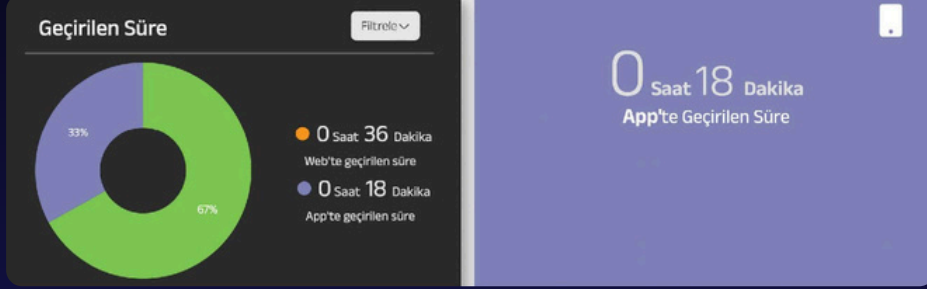 Geçirilen Süre
Filtrele
33%
67%
0 Saat 36 Dakika
Web'te geçirilen süre
0 Saat 18 Dakika
App'te geçirilen süre
0 Saat 18 Dakika
App'te Geçirilen Süre